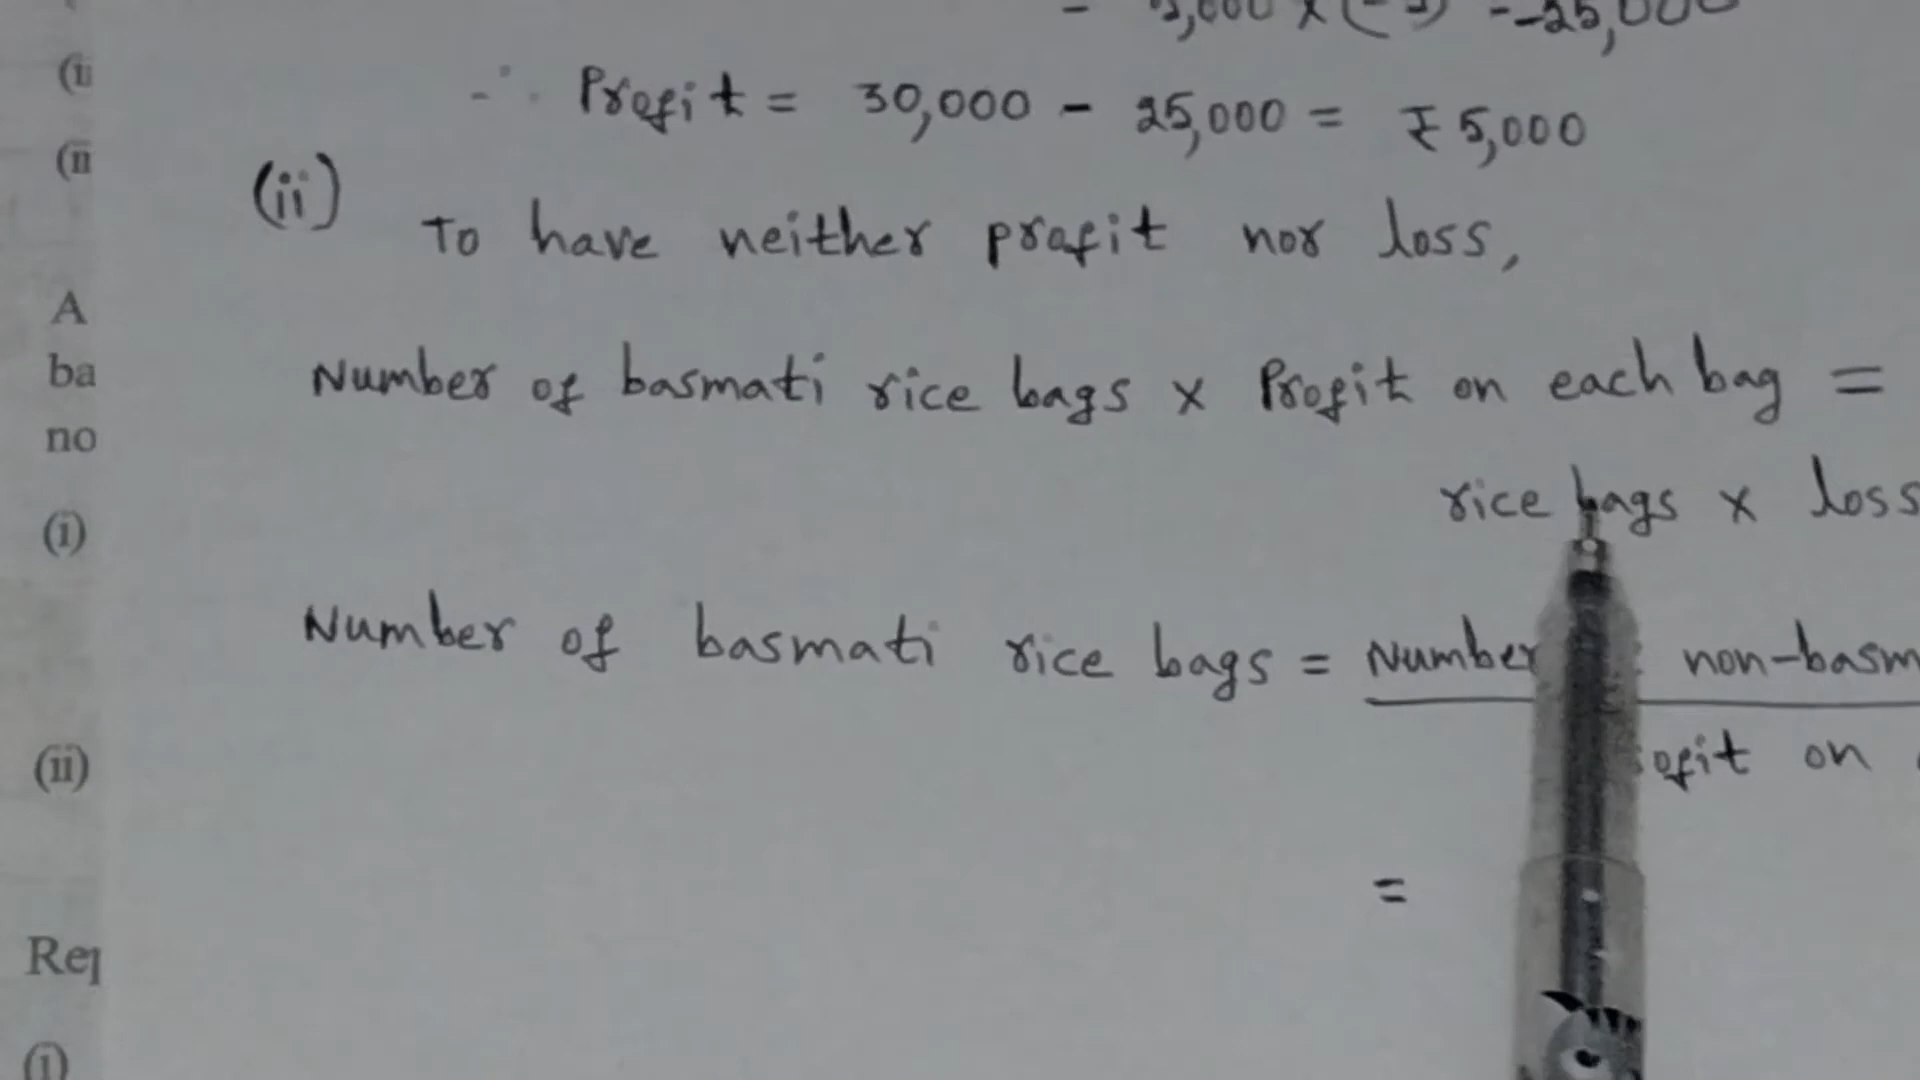 ∴ Profit = 30,000 - 25,000 = ₹ 5,000
(ii)
To have neither profit nor loss,
Number of basmati rice bags x Profit on each bag =
rice bags x loss
Number of basmati rice bags = Number non-basm
on
=
(i)
A
ba
no
(ii)
(i)